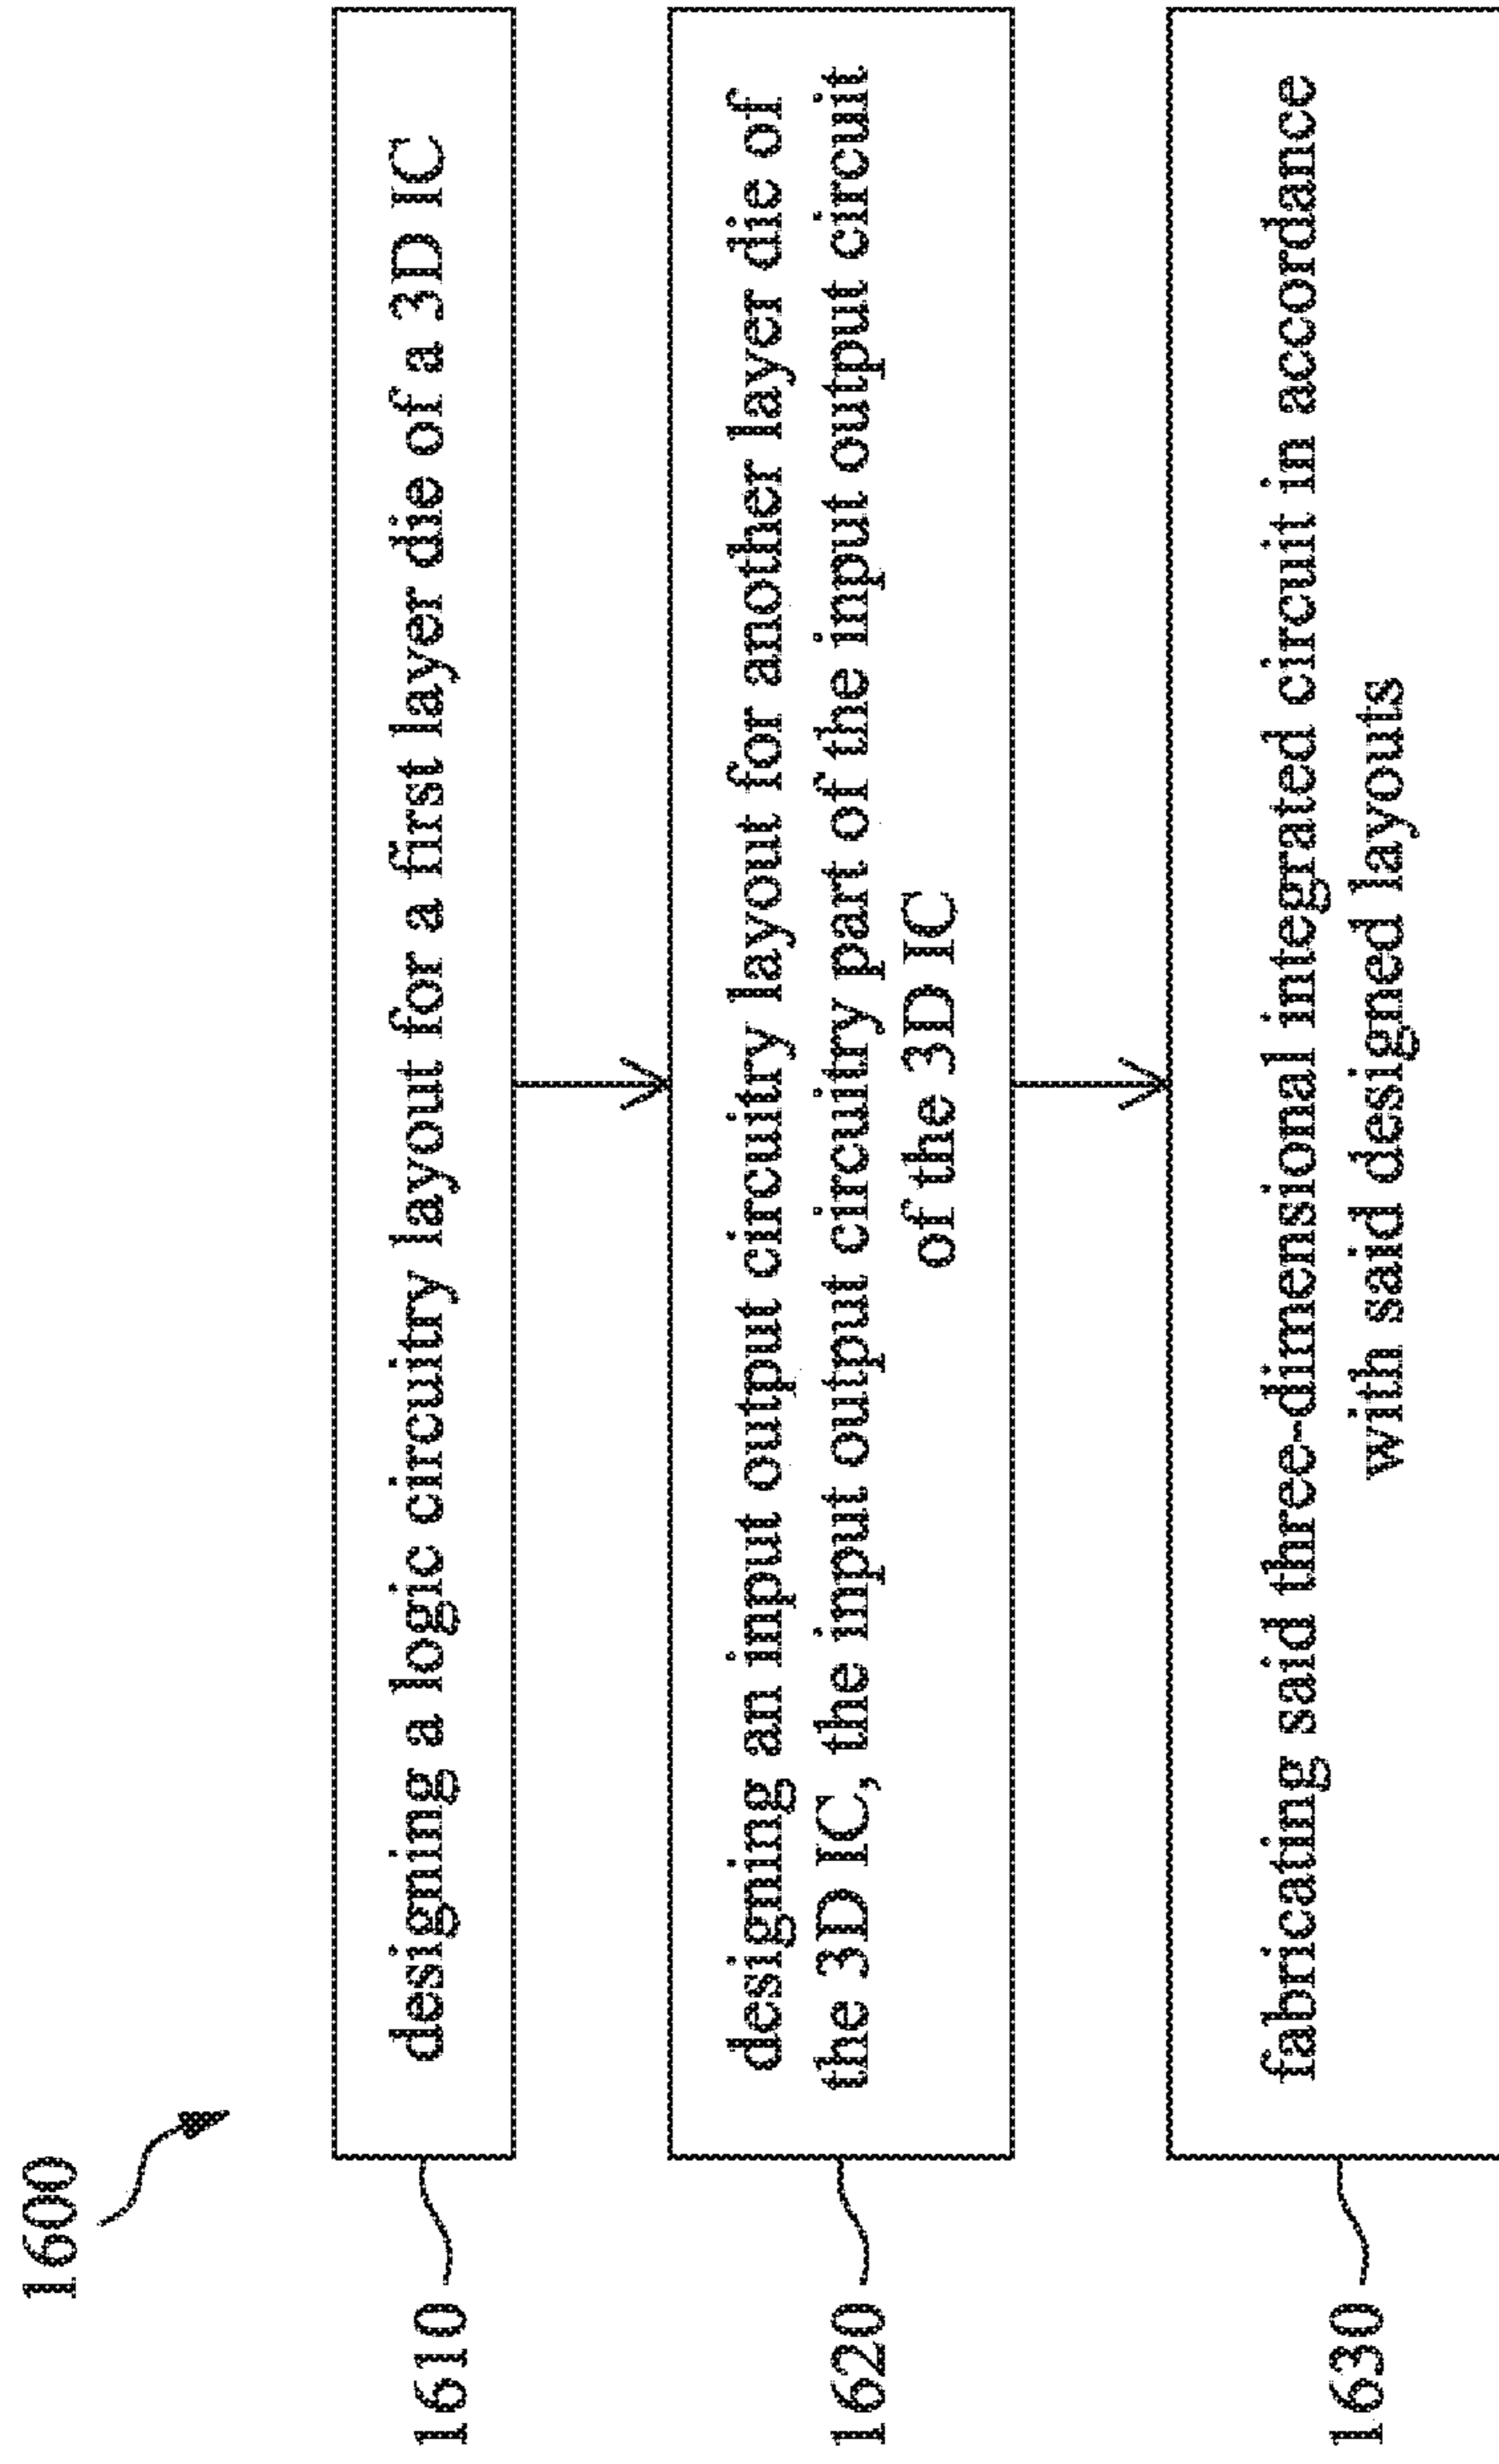 1600
1610
designing a logic circuitry layout for a first layer die of a 3D IC
1620
designing an input output circuitry layout for another layer die of
the 3D IC, the input output circuitry part of the input output circuit
of the 3D IC
1630
fabricating said three-dimensional integrated circuit in accordance
with said designed layouts